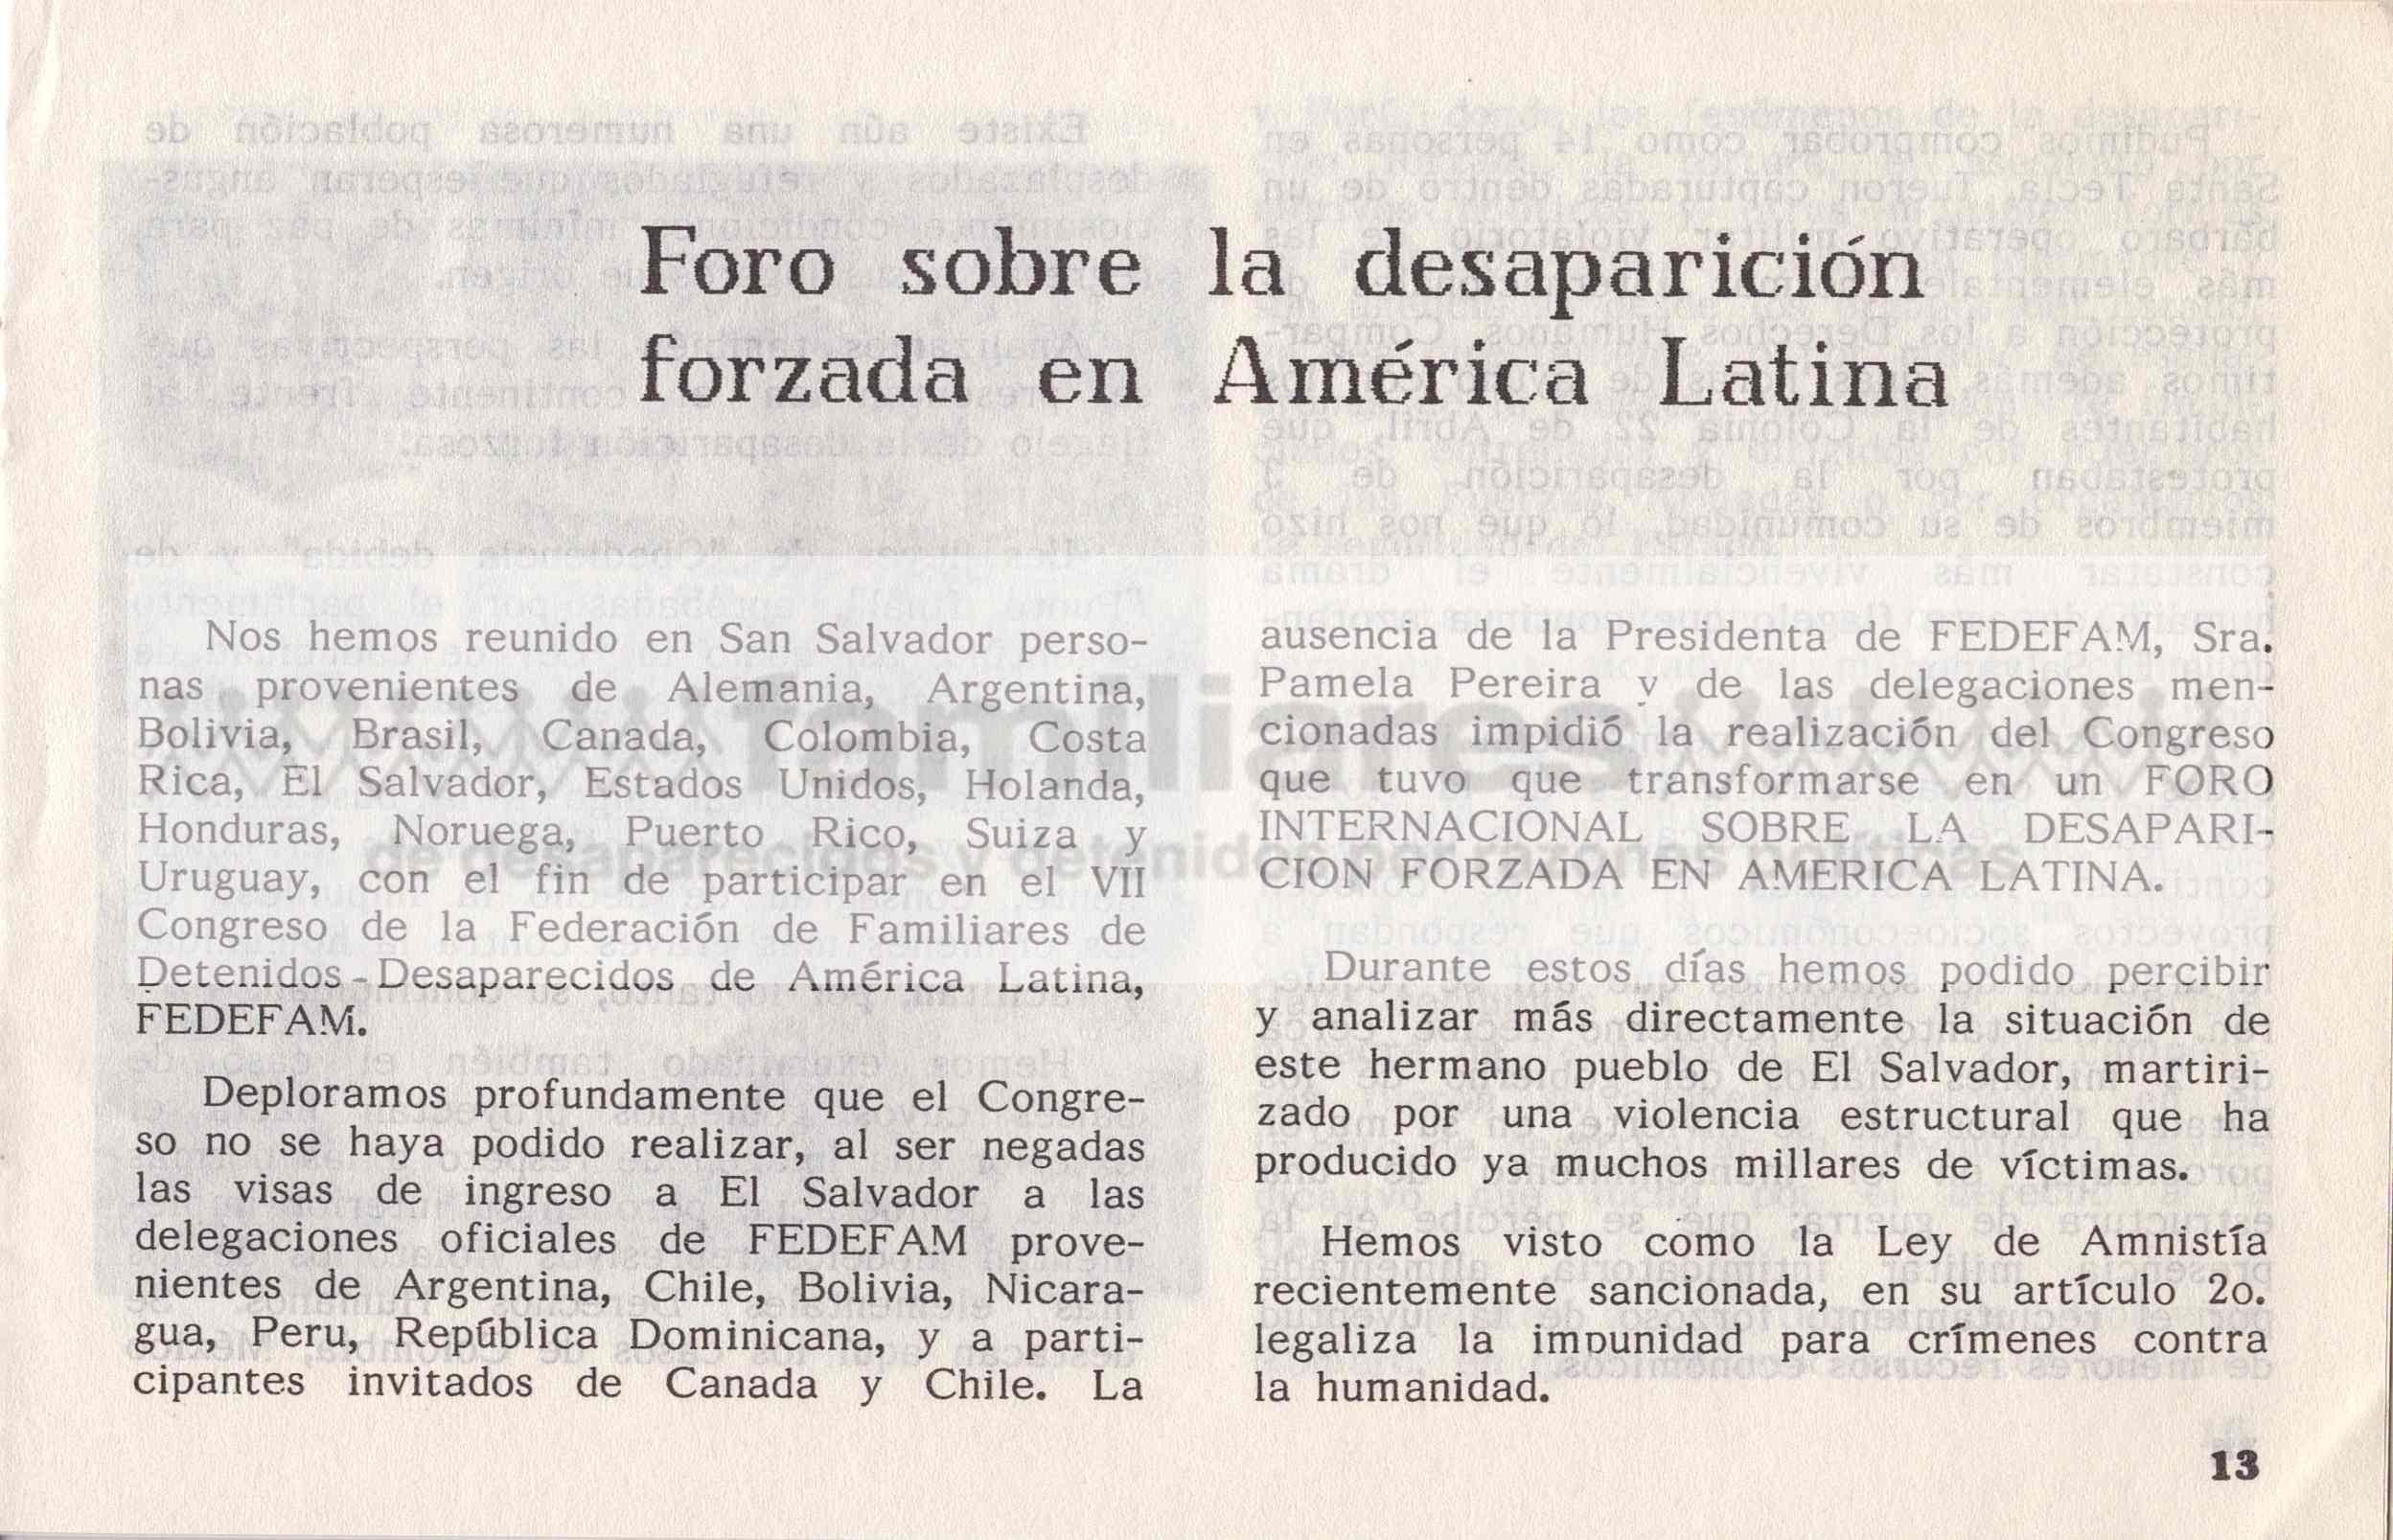 Foro sobre la desaparición
forzada en América Latina
Nos hemos reunido en San Salvador perso-
nas provenientes de Alemania, Argentina,
Bolivia, Brasil, Canada, Colombia, Costa
Rica, El Salvador, Estados Unidos, Holanda,
Honduras, Noruega, Puerto Rico, Suiza y
Uruguay, con el fin de participar en el VII
Congreso de la Federación de Familiares de
Detenidos-Desaparecidos de América Latina,
FEDEFAM.
Deploramos profundamente que el Congre-
so no se haya podido realizar, al ser negadas
las visas de ingreso a El Salvador a las
delegaciones oficiales de FEDEFAM prove-
nientes de Argentina, Chile, Bolivia, Nicara-
gua, Peru, República Dominicana, y a parti-
cipantes invitados de Canada y Chile. La
ausencia de la Presidenta de FEDEFAM, Sra.
Pamela Pereira y de las delegaciones men-
cionadas impidió la realización del Congreso
que tuvo que transformarse en un FORO
INTERNACIONAL SOBRE LA DESAPARI-
CION FORZADA EN AMERICA LATINA.
Durante estos días hemos podido percibir
y analizar más directamente la situación de
este hermano pueblo de El Salvador, martiri-
zado por una violencia estructural que ha
producido ya muchos millares de víctimas.
Hemos visto como la Ley de Amnistía
recientemente sancionada, en su artículo 2o.
legaliza la impunidad para crímenes contra
la humanidad.
13
familiares